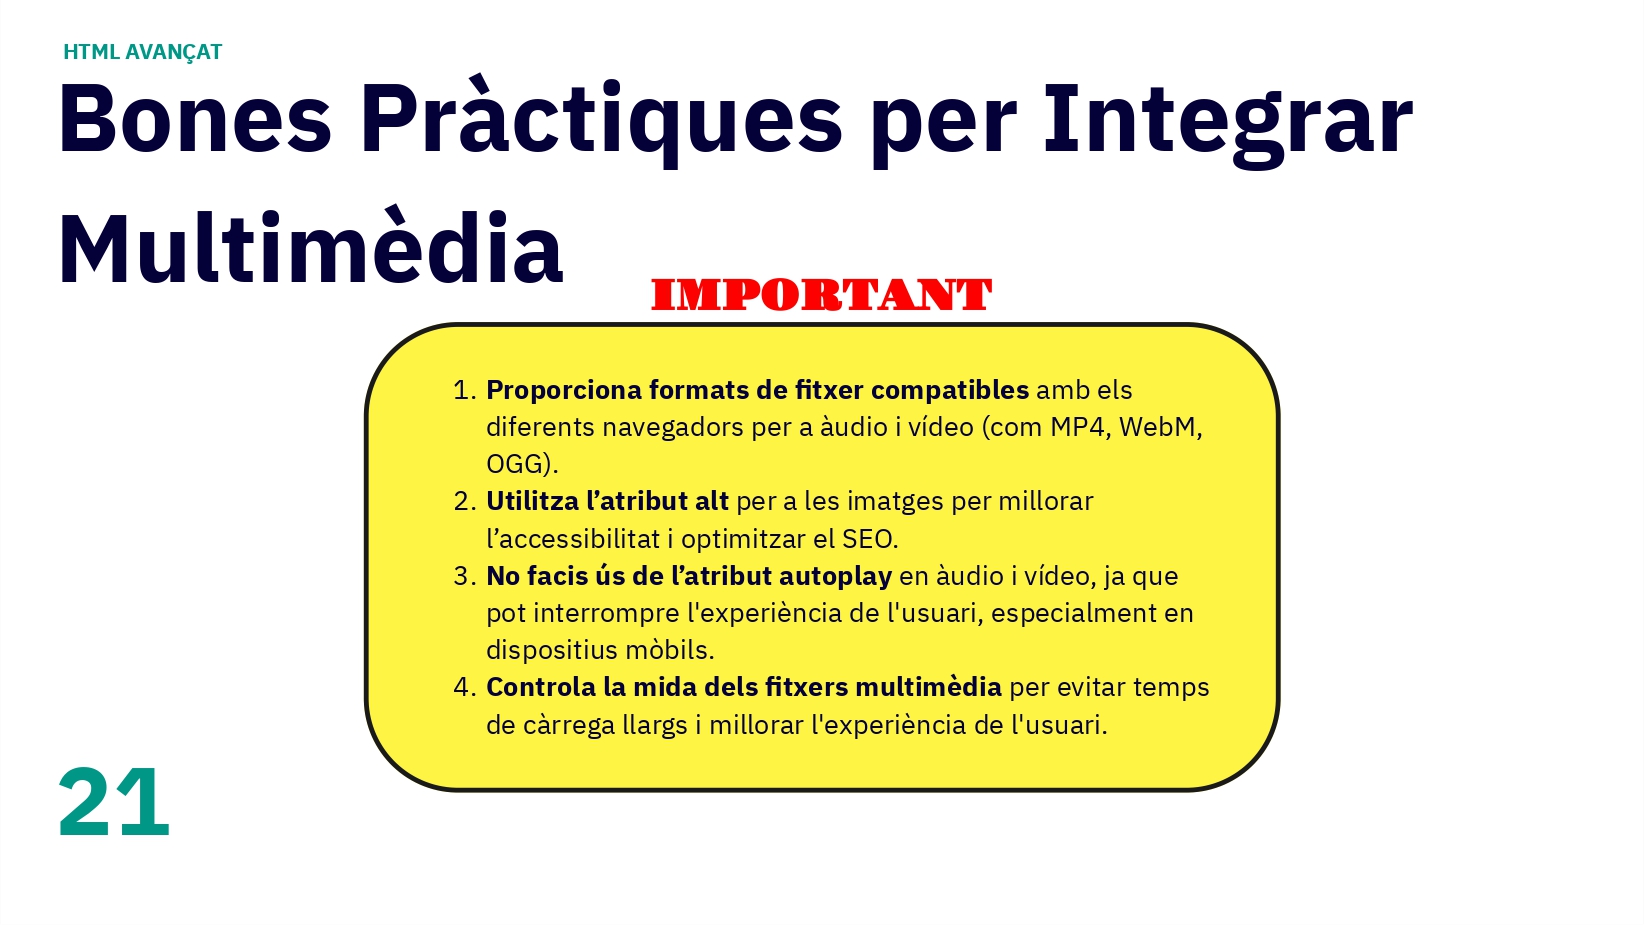 HTML AVANÇAT
Bones Pràctiques per Integrar
Multimèdia
IMPORTANT
1. Proporciona formats de fitxer compatibles amb els
diferents navegadors per a àudio i vídeo (com MP4, WebM,
OGG).
2. Utilitza l’atribut alt per a les imatges per millorar
l’accessibilitat i optimitzar el SEO.
3. No facis ús de l’atribut autoplay en àudio i vídeo, ja que
pot interrompre l'experiència de l'usuari, especialment en
dispositius mòbils.
4. Controla la mida dels fitxers multimèdia per evitar temps
de càrrega llargs i millorar l'experiència de l'usuari.
21